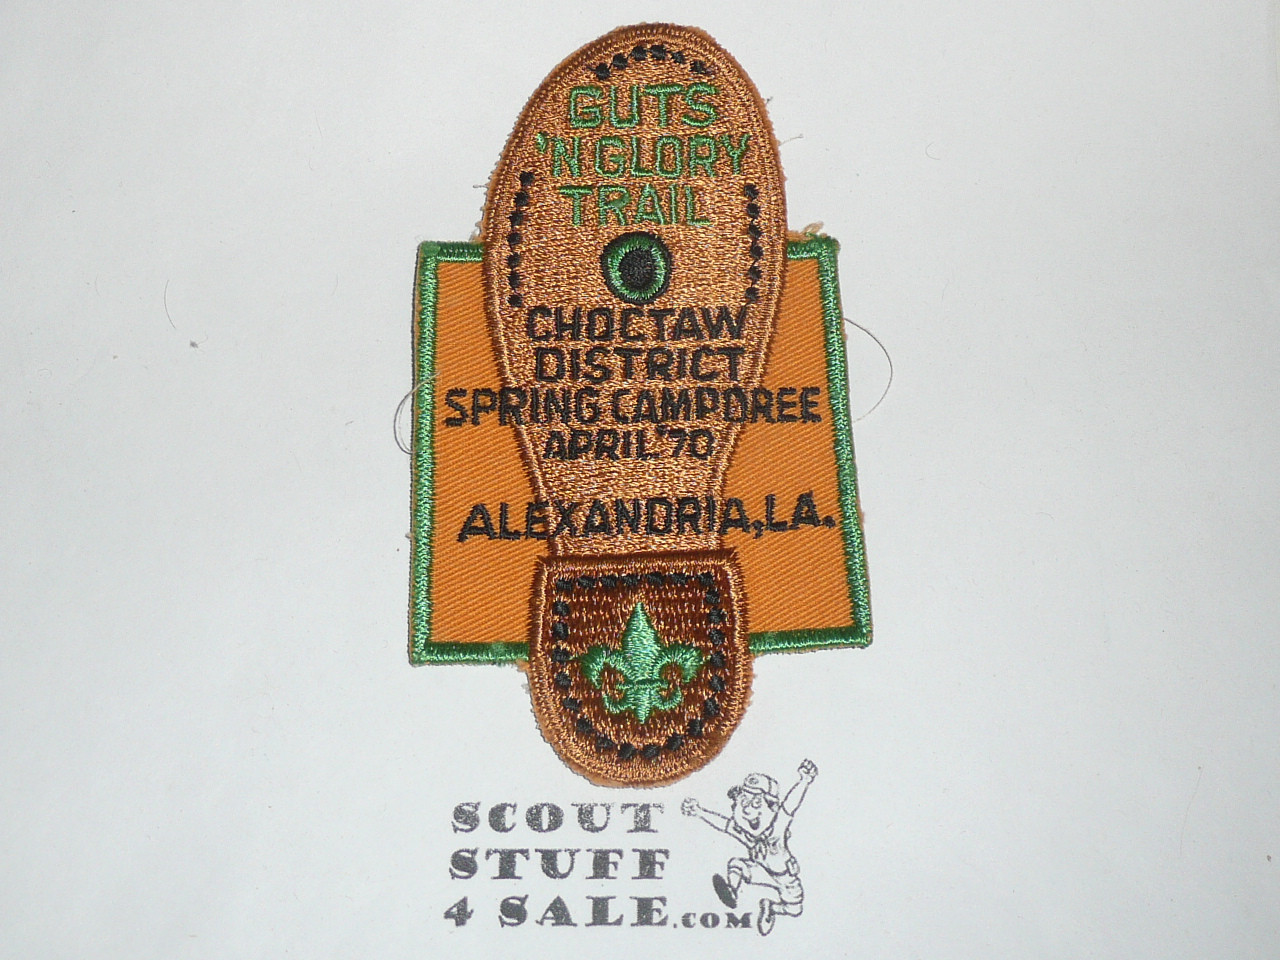 GUTS
'N GLORY
TRAIL
CHOCTAW
DISTRICT
SPRING CAMPOREE
APRIL '70
ALEXANDRIA, LA.
SCOUT
STUFF
4 SALE.COM